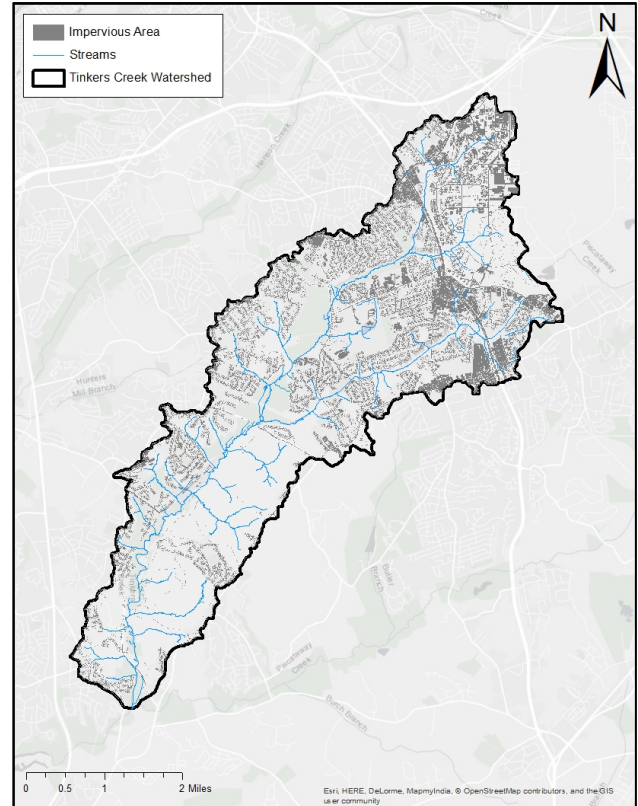 Impervious Area
Streams
Tinkers Creek Watershed
N
Henson Creek
Piscataway
Creek
Hunters
Mill Branch
Butler
Branch
Piscataway
Creek
Burch Branch
0 0.5 1 2 Miles
Esri, HERE, DeLorme, MapmyIndia, © OpenStreetMap contributors, and the GIS
user community